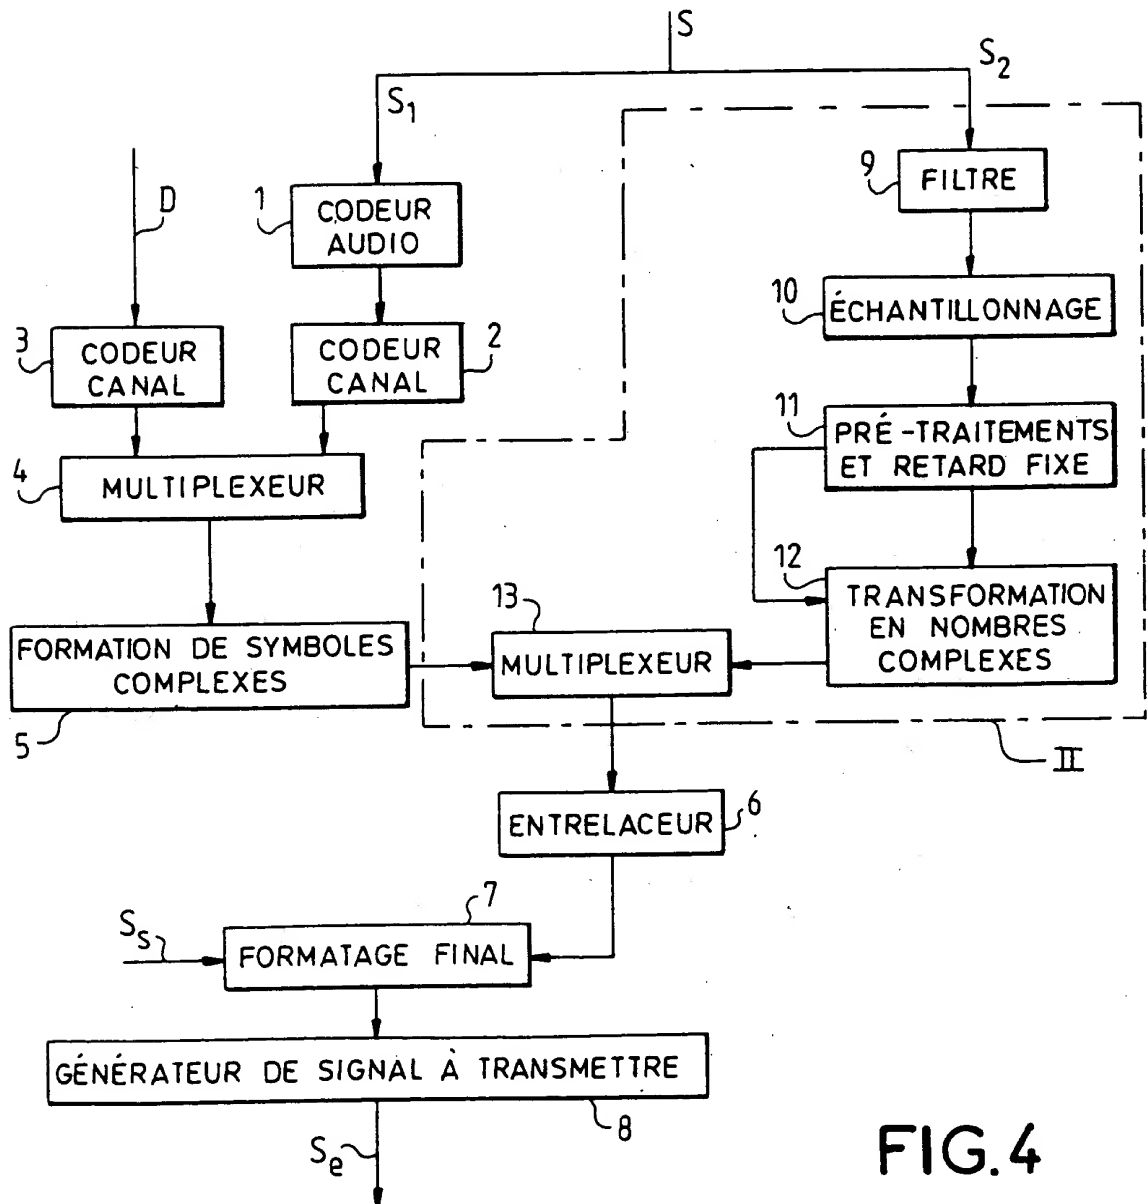 S
S1
S2
D
1
CODEUR
AUDIO
9
FILTRE
10
ÉCHANTILLONNAGE
3
CODEUR
CANAL
CODEUR
CANAL
2
11
PRÉ-TRAITEMENTS
ET RETARD FIXE
4
MULTIPLEXEUR
12
TRANSFORMATION
EN NOMBRES
COMPLEXES
13
MULTIPLEXEUR
FORMATION DE SYMBOLES
COMPLEXES
5
II
ENTRELACEUR
6
Ss
7
FORMATAGE FINAL
GÉNÉRATEUR DE SIGNAL À TRANSMETTRE
8
Se
FIG.4